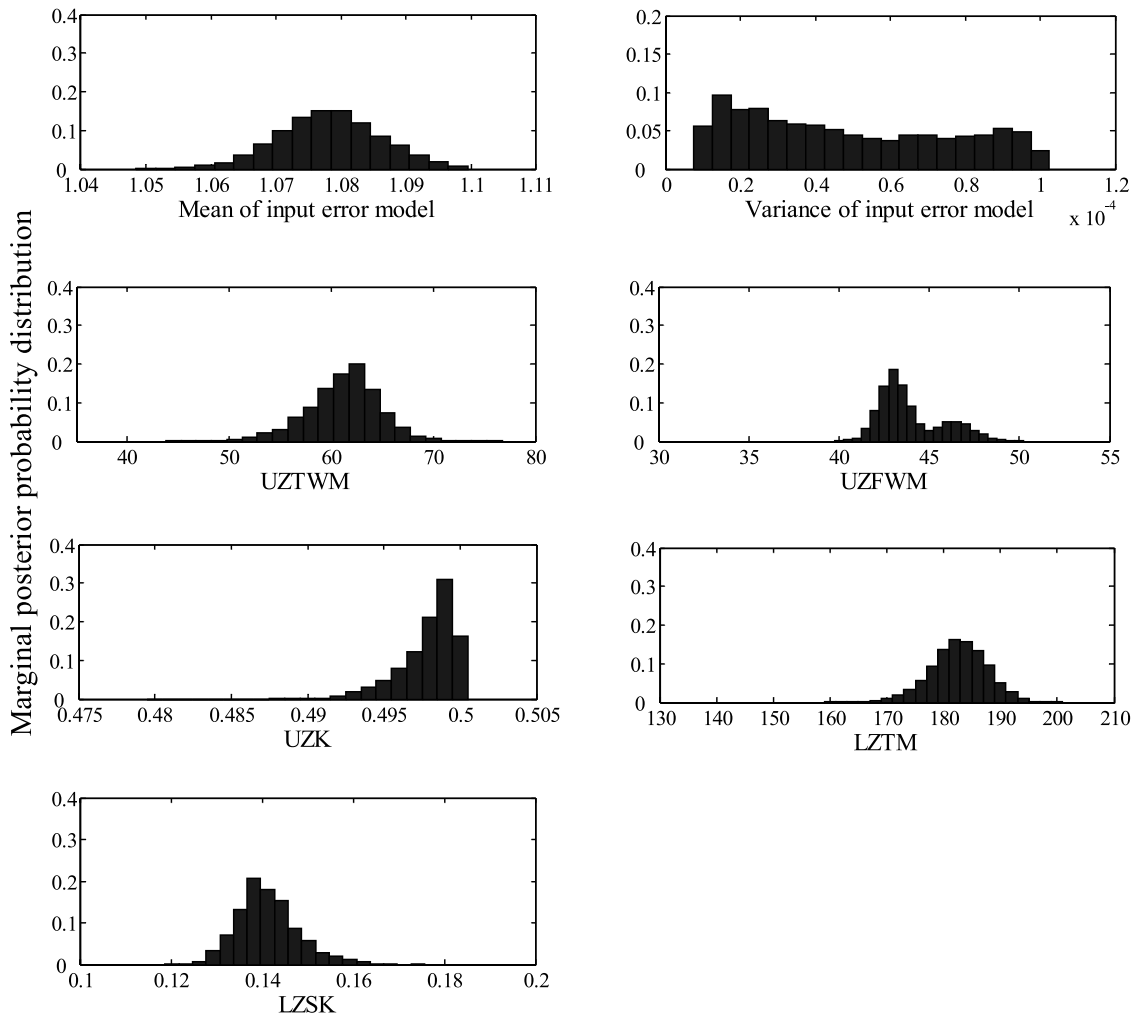 Marginal posterior probability distribution
0.4
0.3
0.2
0.1
0
1.04 1.05 1.06 1.07 1.08 1.09 1.1 1.11
Mean of input error model
0.2
0.15
0.1
0.05
0
0 0.2 0.4 0.6 0.8 1 1.2
Variance of input error model
x 10-4
0.4
0.3
0.2
0.1
0
40 50 60 70 80
UZTWM
0.4
0.3
0.2
0.1
0
30 35 40 45 50 55
UZFWM
0.4
0.3
0.2
0.1
0
0.475 0.48 0.485 0.49 0.495 0.5 0.505
UZK
0.4
0.3
0.2
0.1
0
130 140 150 160 170 180 190 200 210
LZTM
0.4
0.3
0.2
0.1
0
0.1 0.12 0.14 0.16 0.18 0.2
LZSK